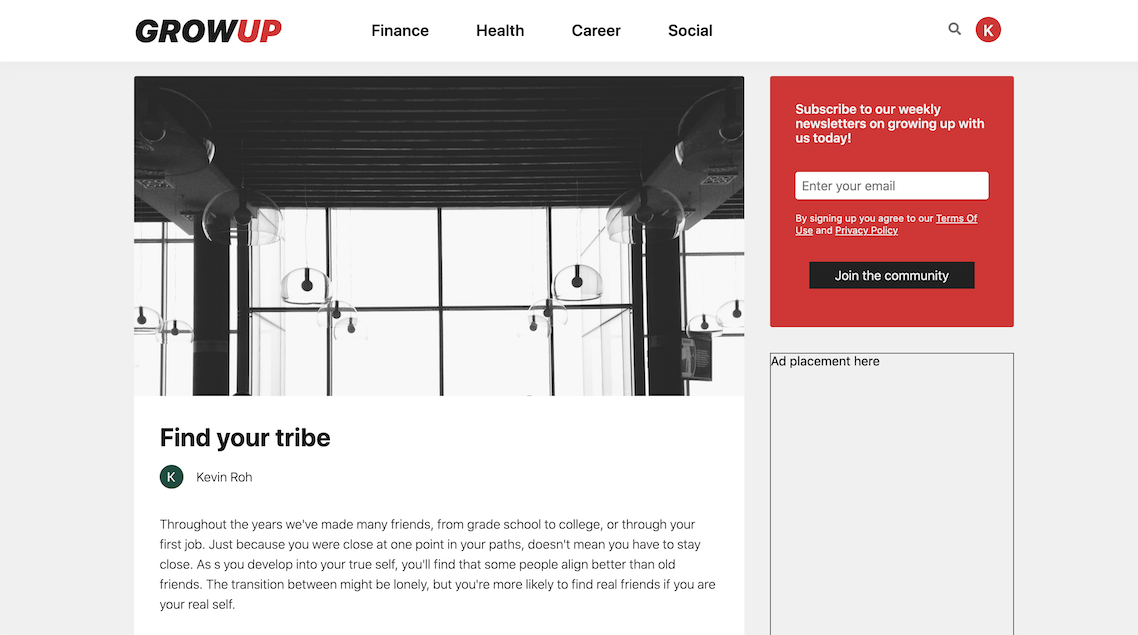 GROWUP
Finance
Health
Career
Social
K
Find your tribe
K
Kevin Roh
Throughout the years we've made many friends, from grade school to college, or through your
first job. Just because you were close at one point in your paths, doesn't mean you have to stay
close. As s you develop into your true self, you'll find that some people align better than old
friends. The transition between might be lonely, but you're more likely to find real friends if you are
your real self.
Subscribe to our weekly
newsletters on growing up with
us today!
Enter your email
By signing up you agree to our Terms Of
Use and Privacy Policy
Join the community
Ad placement here